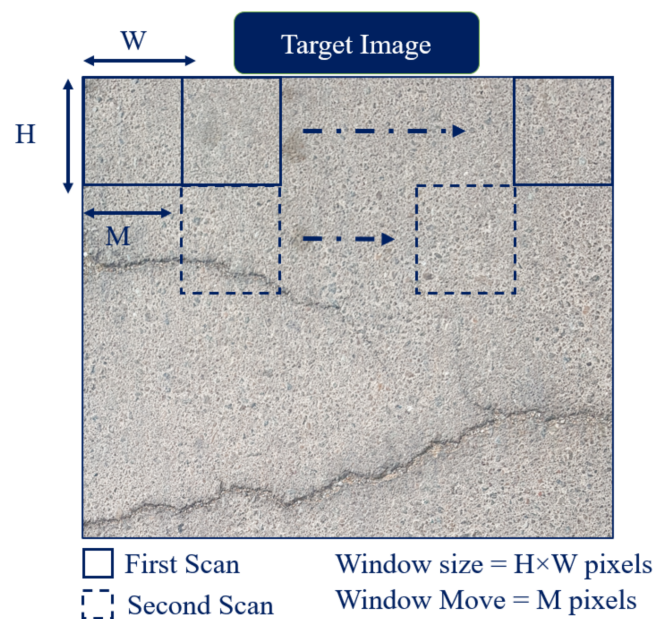 Target Image
W
H
M
First Scan
Window size = H×W pixels
Second Scan
Window Move = M pixels